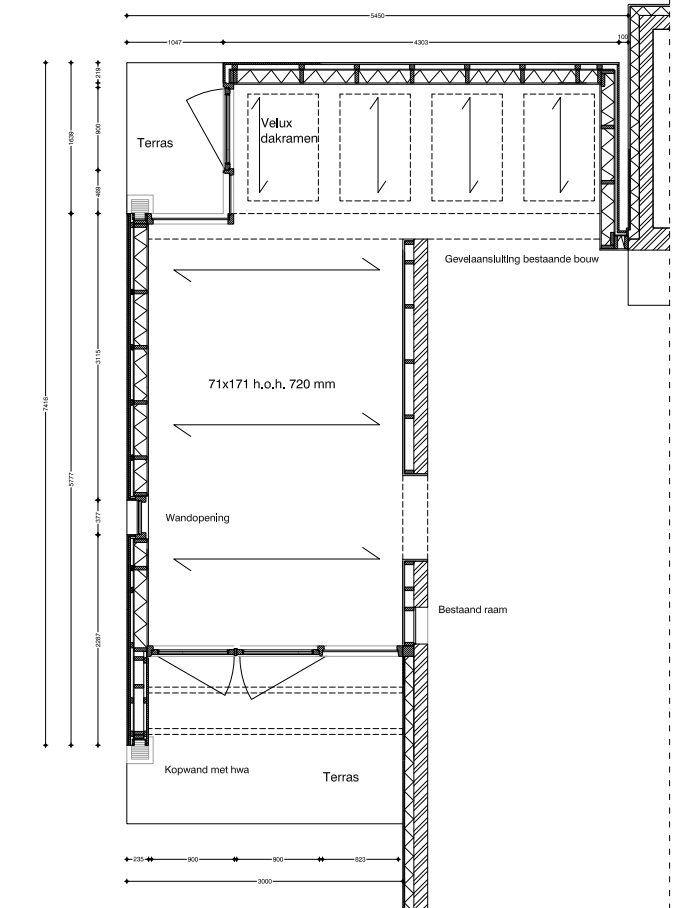 5450
1047
4303
100
219
900
1639
469
Terras
Velux
dakramen
Gevelaansluiting bestaande bouw
3115
71x171 h.o.h. 720 mm
7416
5777
377
Wandopening
2287
Bestaand raam
Kopwand met hwa
Terras
235
900
900
823
3000